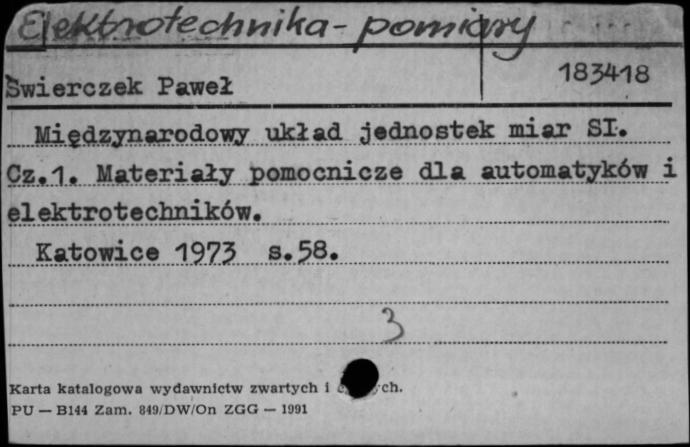 Elektrotechnika - pomiary
183418
Świerczek Paweł
Międzynarodowy układ jednostek miar SI.
Cz.1. Materiały pomocnicze dla automatyków i
elektrotechników.
Katowice 1973 s.58.
3
Karta katalogowa wydawnictw zwartych i
PU — B144 Zam. 849/DW/On ZGG — 1991